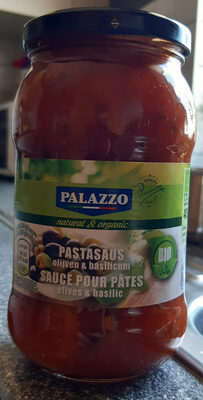 PALAZZO
natural & organic
PASTASAUS
olijven & basilicum
SAUCE POUR PÂTES
olives & basilic
BIO